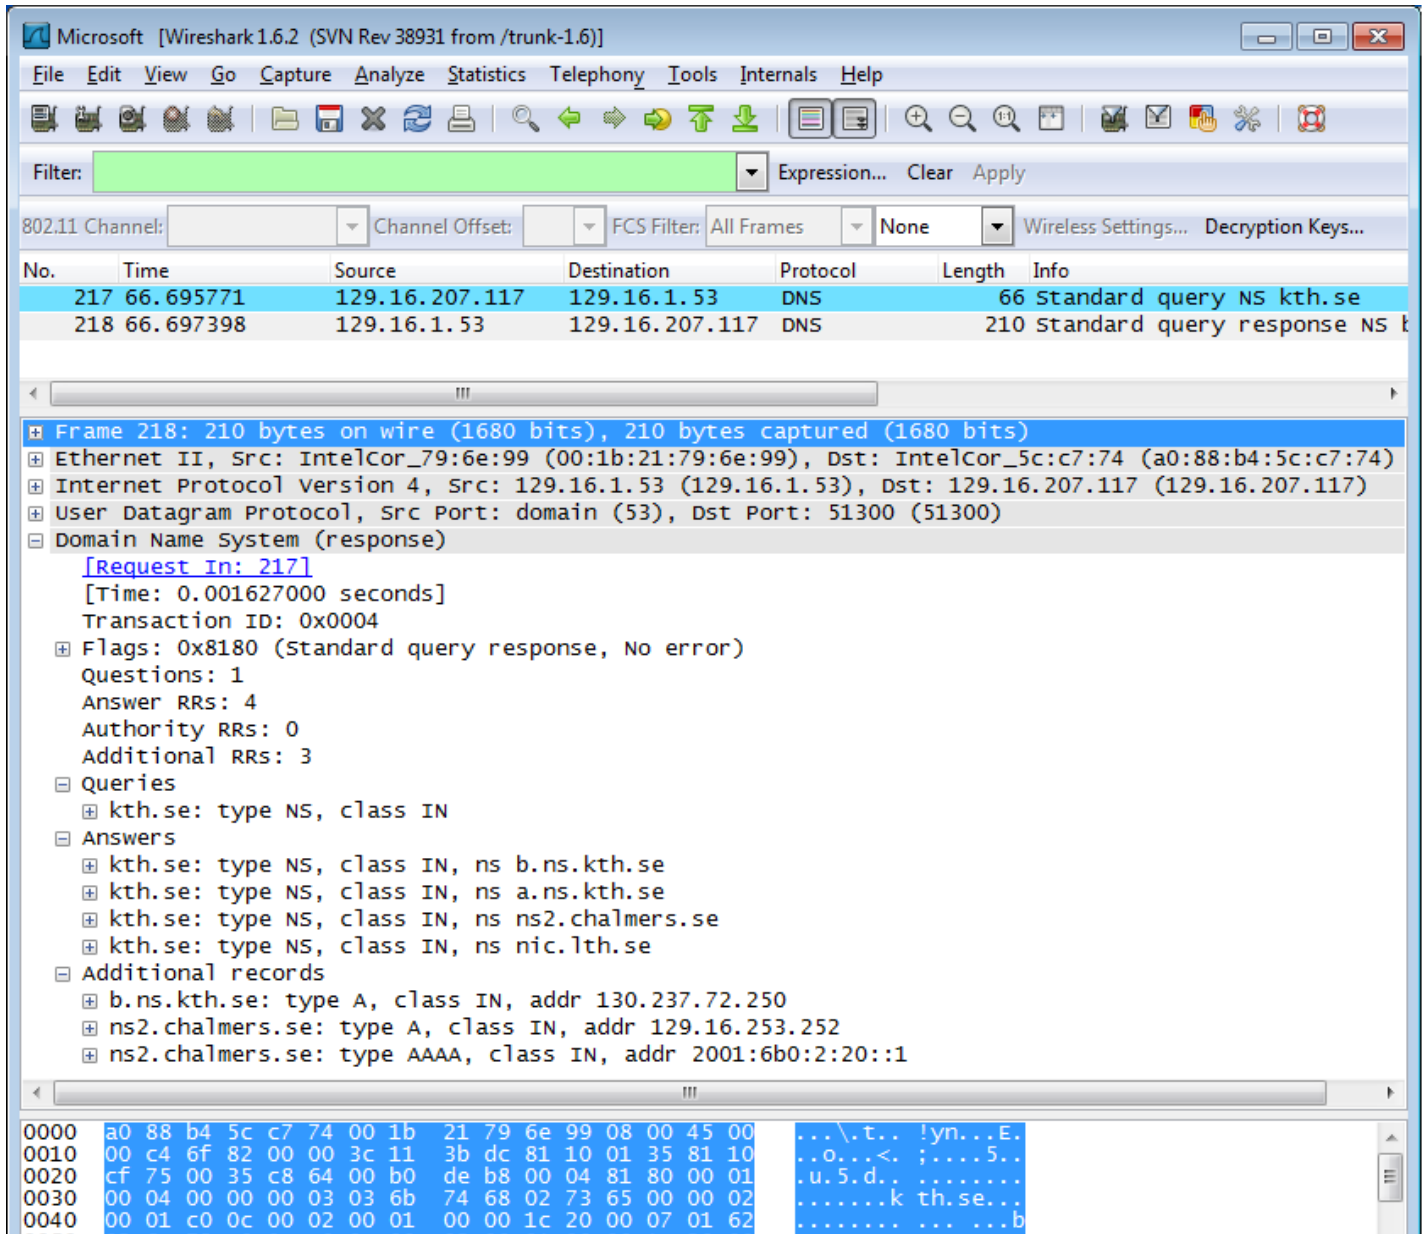 Microsoft [Wireshark 1.6.2 (SVN Rev 38931 from /trunk-1.6)]
File Edit View Go Capture Analyze Statistics Telephony Tools Internals Help
Filter: Expression... Clear Apply
802.11 Channel: Channel Offset: FCS Filter: All Frames None Wireless Settings... Decryption Keys...
No. Time Source Destination Protocol Length Info
217 66.695771 129.16.207.117 129.16.1.53 DNS 66 Standard query NS kth.se
218 66.697398 129.16.1.53 129.16.207.117 DNS 210 Standard query response NS
Frame 218: 210 bytes on wire (1680 bits), 210 bytes captured (1680 bits)
Ethernet II, Src: IntelCor_79:6e:99 (00:1b:21:79:6e:99), Dst: IntelCor_5c:c7:74 (a0:88:b4:5c:c7:74)
Internet Protocol Version 4, Src: 129.16.1.53 (129.16.1.53), Dst: 129.16.207.117 (129.16.207.117)
User Datagram Protocol, Src Port: domain (53), Dst Port: 51300 (51300)
Domain Name System (response)
[Request In: 217]
[Time: 0.001627000 seconds]
Transaction ID: 0x0004
Flags: 0x8180 (Standard query response, No error)
Questions: 1
Answer RRs: 4
Authority RRs: 0
Additional RRs: 3
Queries
kth.se: type NS, class IN
Answers
kth.se: type NS, class IN, ns b.ns.kth.se
kth.se: type NS, class IN, ns a.ns.kth.se
kth.se: type NS, class IN, ns ns2.chalmers.se
kth.se: type NS, class IN, ns nic.lth.se
Additional records
b.ns.kth.se: type A, class IN, addr 130.237.72.250
ns2.chalmers.se: type A, class IN, addr 129.16.253.252
ns2.chalmers.se: type AAAA, class IN, addr 2001:6b0:2:20::1
0000 a0 88 b4 5c c7 74 00 1b 21 79 6e 99 08 00 45 00 ...\.t.. !yn...E.
0010 00 c4 6f 82 00 00 3c 11 3b dc 81 10 01 35 81 10 ..o...<. ;....5..
0020 cf 75 00 35 c8 64 00 b0 de b8 00 04 81 80 00 01 .u.5.d.. ........
0030 00 04 00 00 00 03 03 6b 74 68 02 73 65 00 00 02 .......k th.se...
0040 00 01 c0 0c 00 02 00 01 00 00 1c 20 00 07 01 62 ........ ... ...b